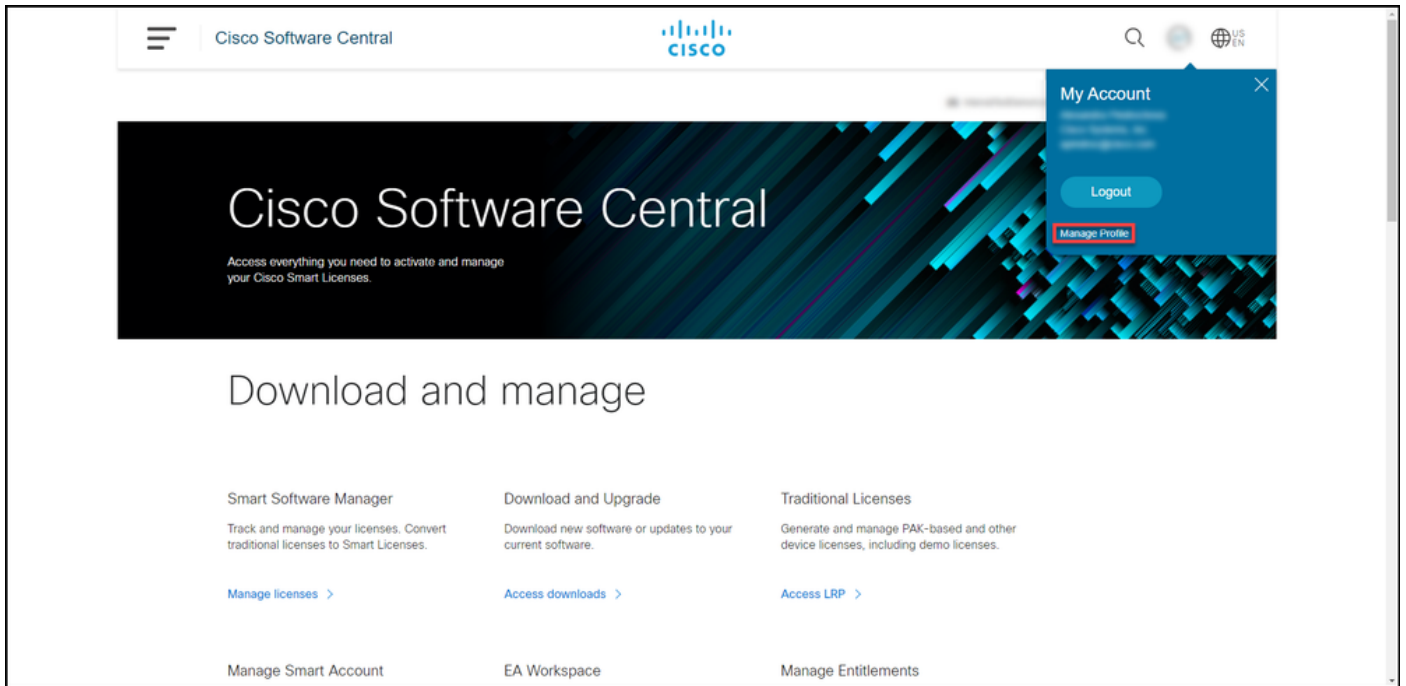 Cisco Software Central
CISCO
US
EN
My Account
Logout
Manage Profile
Cisco Software Central
Access everything you need to activate and manage
your Cisco Smart Licenses.
Download and manage
Smart Software Manager
Track and manage your licenses. Convert
traditional licenses to Smart Licenses.
Manage licenses
Download and Upgrade
Download new software or updates to your
current software.
Access downloads
Traditional Licenses
Generate and manage PAK-based and other
device licenses, including demo licenses.
Access LRP
Manage Smart Account
EA Workspace
Manage Entitlements